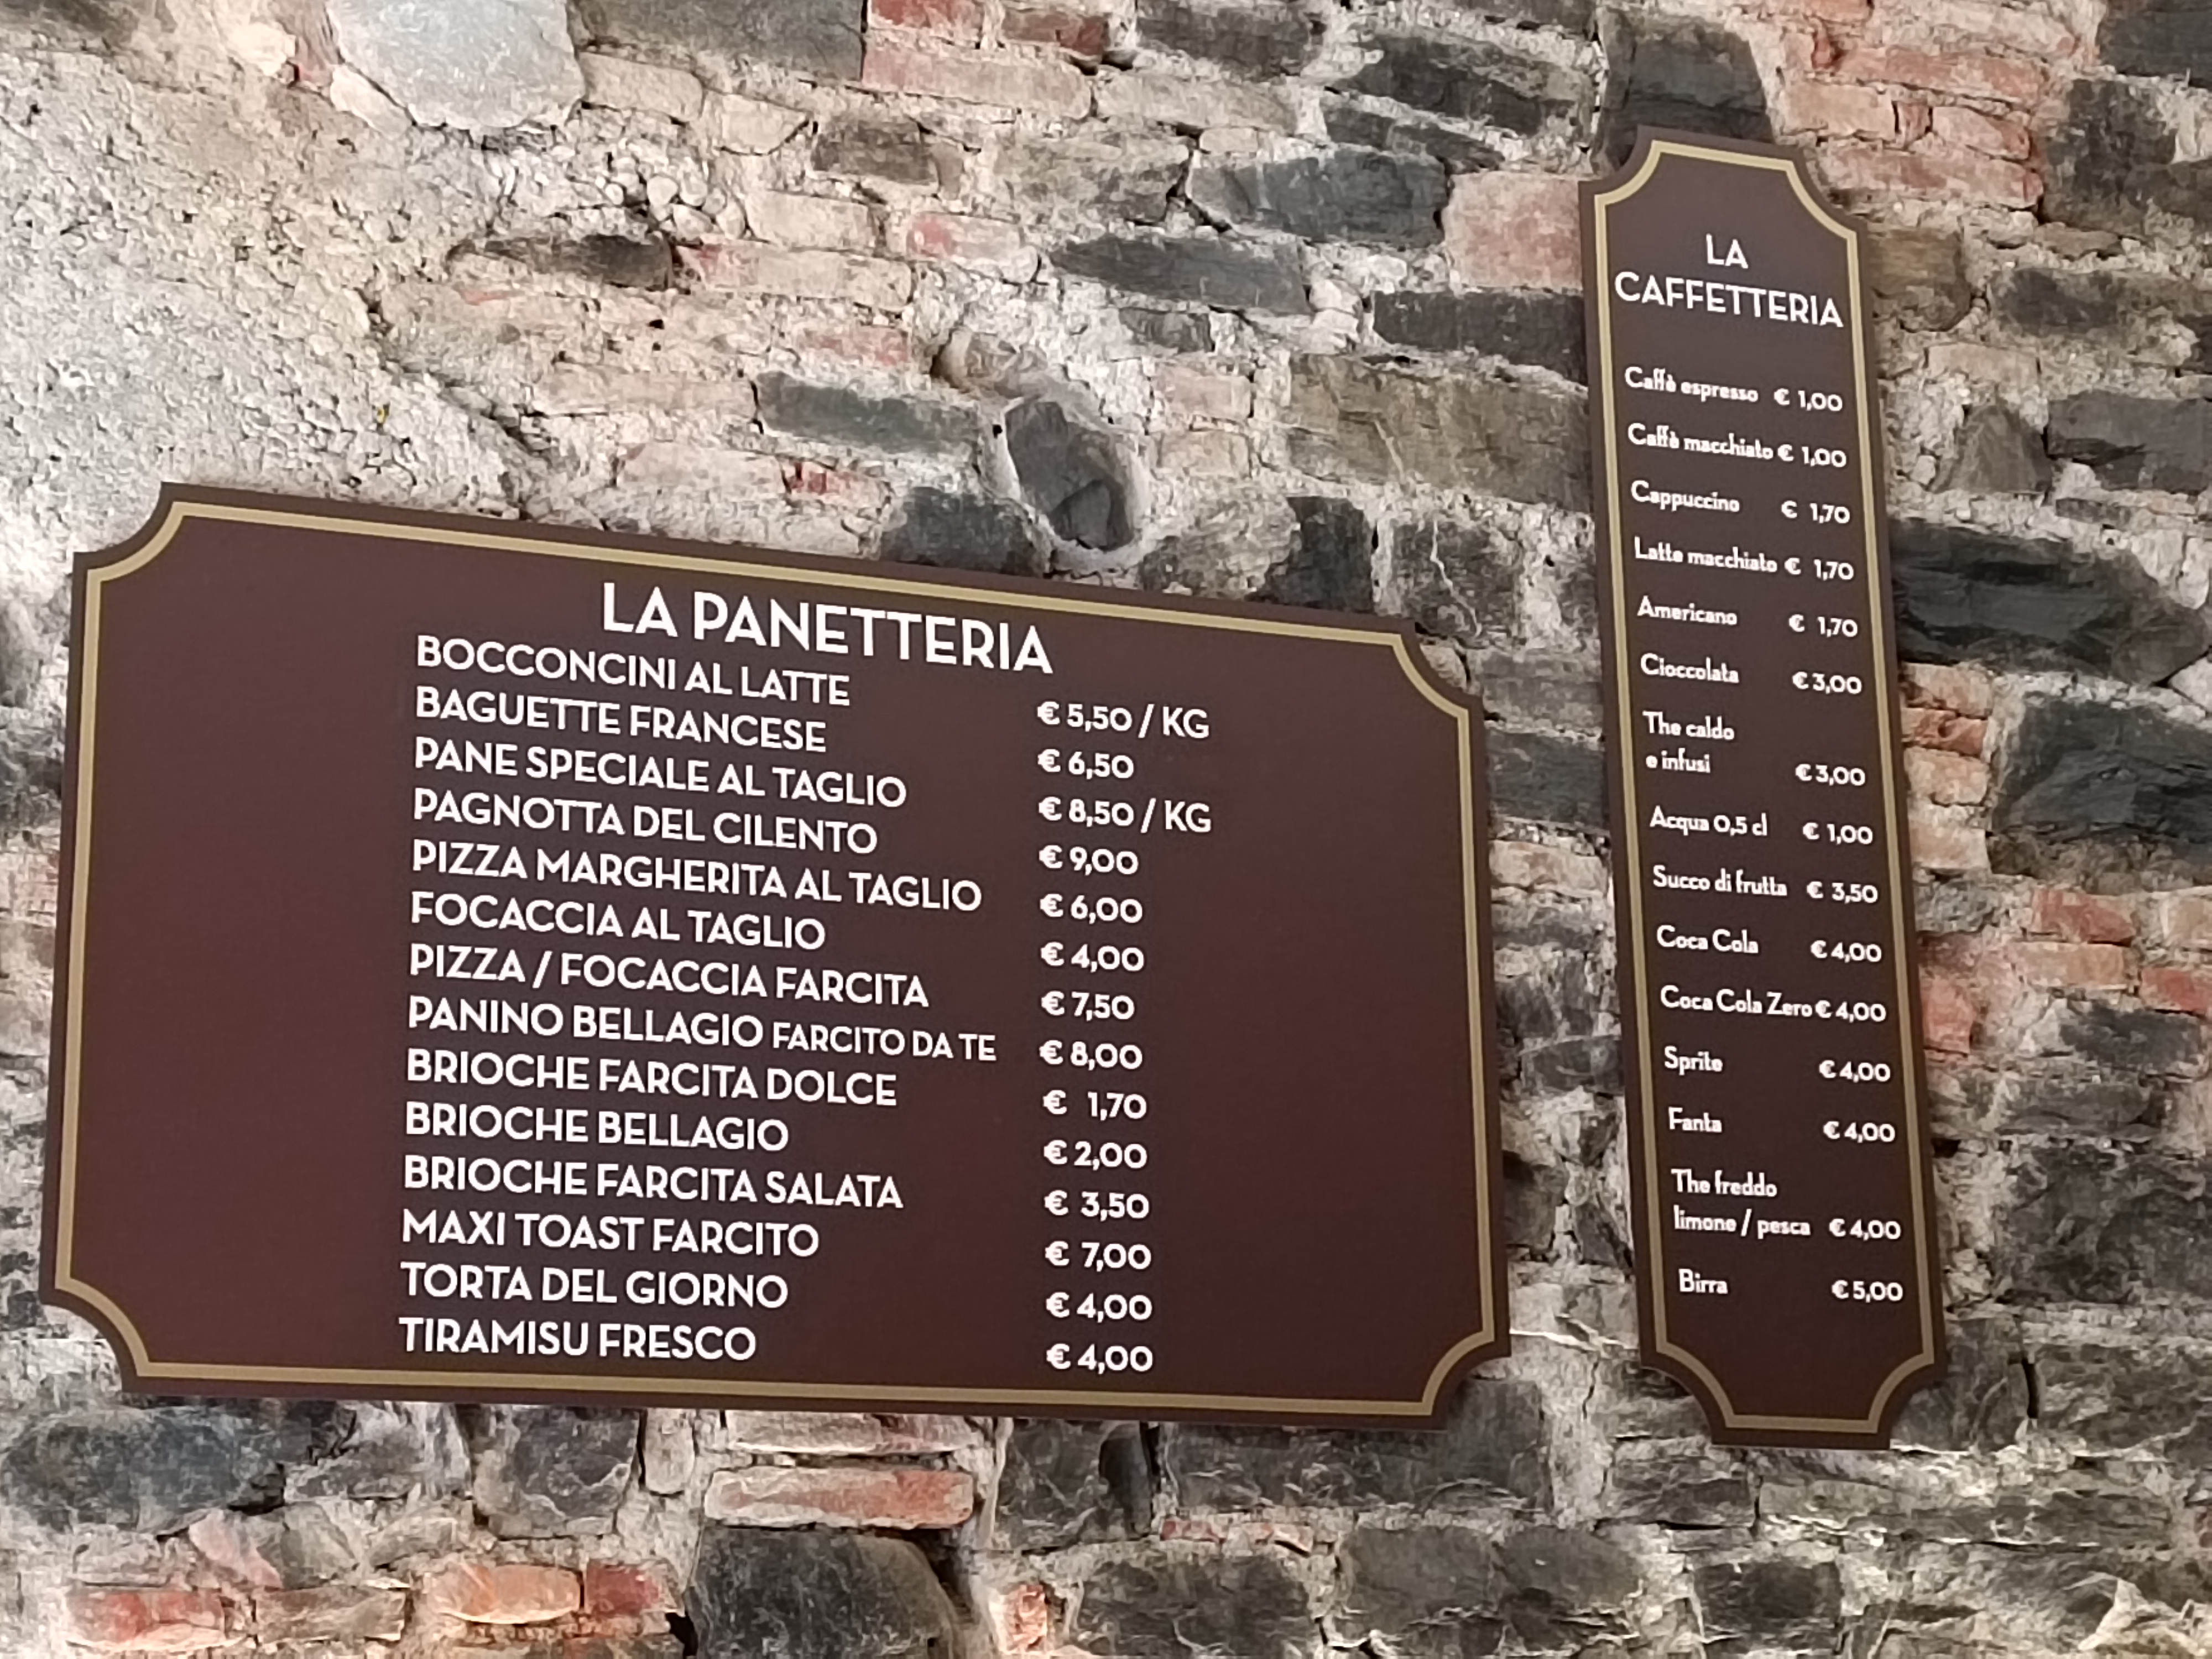 LA PANETTERIA
BOCCONCINI AL LATTE € 5,50 / KG
BAGUETTE FRANCESE € 6,50
PANE SPECIALE AL TAGLIO € 8,50 / KG
PAGNOTTA DEL CILENTO € 9,00
PIZZA MARGHERITA AL TAGLIO € 6,00
FOCACCIA AL TAGLIO € 4,00
PIZZA / FOCACCIA FARCITA € 7,50
PANINO BELLAGIO FARCITO DA TE € 8,00
BRIOCHE FARCITA DOLCE € 1,70
BRIOCHE BELLAGIO € 2,00
BRIOCHE FARCITA SALATA € 3,50
MAXI TOAST FARCITO € 7,00
TORTA DEL GIORNO € 4,00
TIRAMISU FRESCO € 4,00
LA
CAFFETTERIA
Caffè espresso € 1,00
Caffè macchiato € 1,00
Cappuccino € 1,70
Latte macchiato € 1,70
Americano € 1,70
Cioccolata € 3,00
The caldo
e infusi € 3,00
Acqua 0,5 cl € 1,00
Succo di frutta € 3,50
Coca Cola € 4,00
Coca Cola Zero € 4,00
Sprite € 4,00
Fanta € 4,00
The freddo
limone / pesca € 4,00
Birra € 5,00